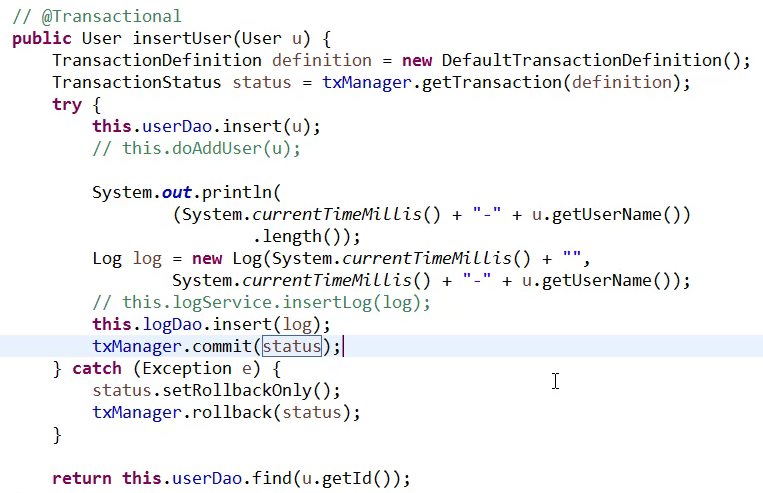 // @Transactional
public User insertUser(User u) {
    TransactionDefinition definition = new DefaultTransactionDefinition();
    TransactionStatus status = txManager.getTransaction(definition);
    try {
        this.userDao.insert(u);
        // this.doAddUser(u);

        System.out.println(
                (System.currentTimeMillis() + "-" + u.getUserName())
                        .length());
        Log log = new Log(System.currentTimeMillis() + "",
                System.currentTimeMillis() + "-" + u.getUserName());
        // this.logService.insertLog(log);
        this.logDao.insert(log);
        txManager.commit(status);
    } catch (Exception e) {
        status.setRollbackOnly();
        txManager.rollback(status);
    }

    return this.userDao.find(u.getId());